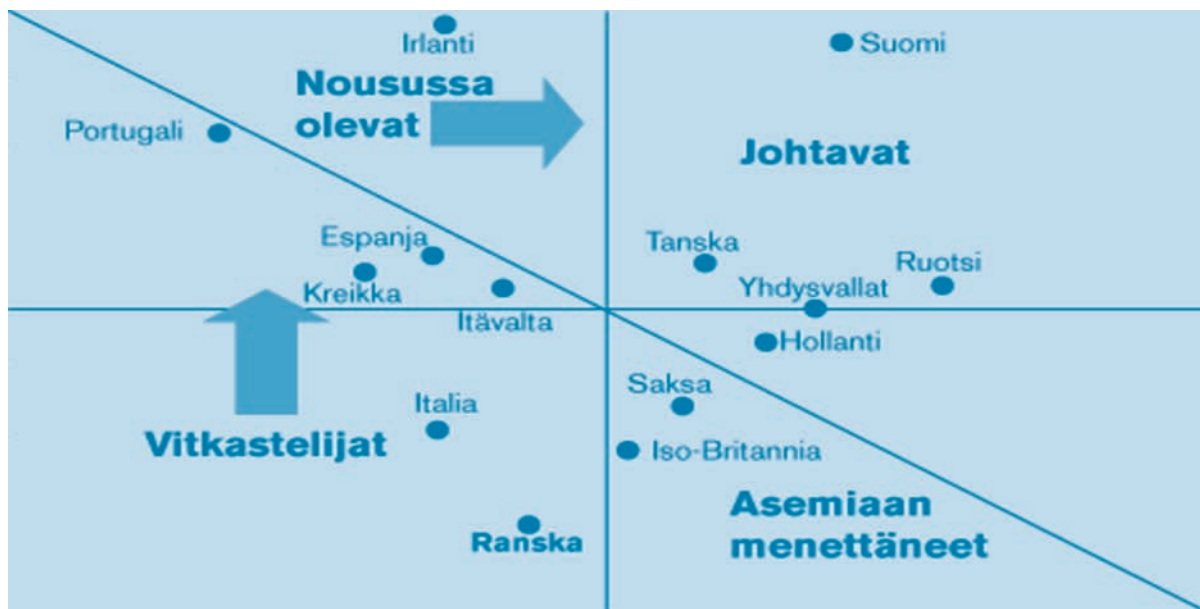 Irlanti
Suomi
Nousussa
olevat
Portugali
Johtavat
Espanja
Tanska
Ruotsi
Kreikka
Yhdysvallat
Itävalta
Hollanti
Saksa
Italia
Vitkastelijat
Iso-Britannia
Asemiaan
menettäneet
Ranska